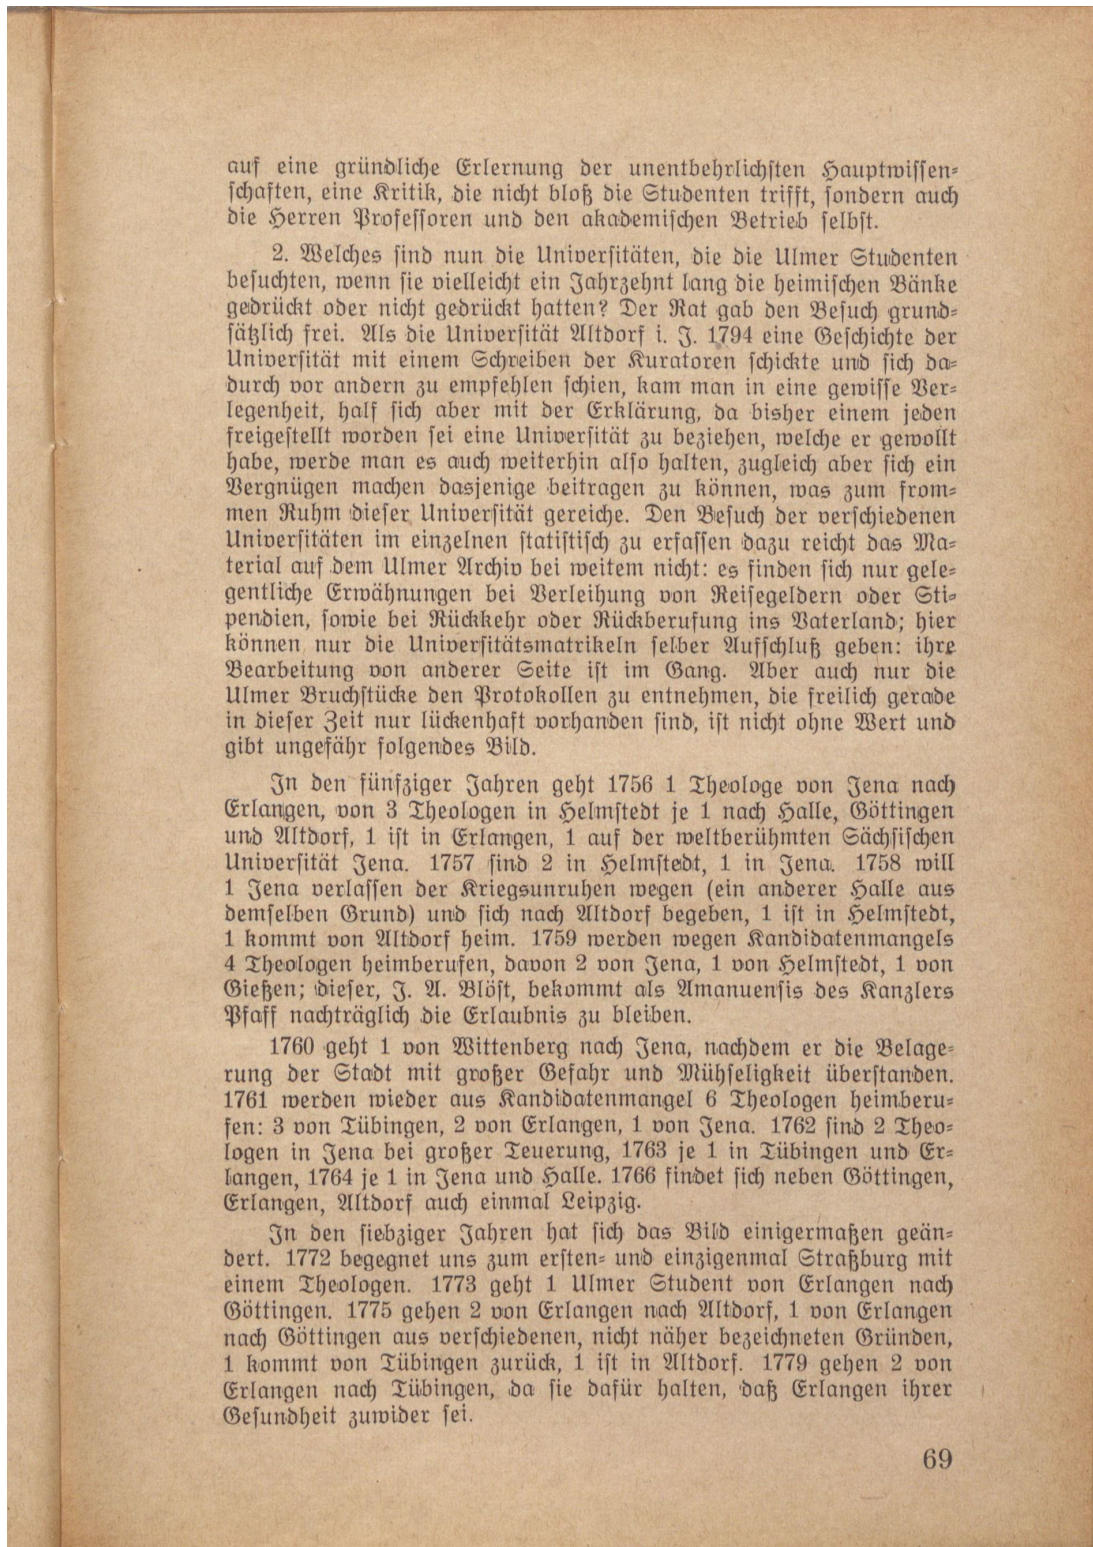 auf eine gründliche Erlernung der unentbehrlichsten Hauptwissen-
schaften, eine Kritik, die nicht bloß die Studenten trifft, sondern auch
die Herren Professoren und den akademischen Betrieb selbst.
2. Welches sind nun die Universitäten, die die Ulmer Studenten
besuchten, wenn sie vielleicht ein Jahrzehnt lang die heimischen Bänke
gedrückt oder nicht gedrückt hatten? Der Rat gab den Besuch grund-
sätzlich frei. Als die Universität Altdorf i. J. 1794 eine Geschichte der
Universität mit einem Schreiben der Kuratoren schickte und sich da-
durch vor andern zu empfehlen schien, kam man in eine gewisse Ver-
legenheit, half sich aber mit der Erklärung, da bisher einem jeden
freigestellt worden sei eine Universität zu beziehen, welche er gewollt
habe, werde man es auch weiterhin also halten, zugleich aber sich ein
Vergnügen machen dasjenige beitragen zu können, was zum from-
men Ruhm dieser Universität gereiche. Den Besuch der verschiedenen
Universitäten im einzelnen statistisch zu erfassen dazu reicht das Ma-
terial auf dem Ulmer Archiv bei weitem nicht: es finden sich nur gele-
gentliche Erwähnungen bei Verleihung von Reisegeldern oder Sti-
pendien, sowie bei Rückkehr oder Rückberufung ins Vaterland; hier
können nur die Universitätsmatrikeln selber Aufschluß geben: ihre
Bearbeitung von anderer Seite ist im Gang. Aber auch nur die
Ulmer Bruchstücke den Protokollen zu entnehmen, die freilich gerade
in dieser Zeit nur lückenhaft vorhanden sind, ist nicht ohne Wert und
gibt ungefähr folgendes Bild.
In den fünfziger Jahren geht 1756 1 Theologe von Jena nach
Erlangen, von 3 Theologen in Helmstedt je 1 nach Halle, Göttingen
und Altdorf, 1 ist in Erlangen, 1 auf der weltberühmten Sächsischen
Universität Jena. 1757 sind 2 in Helmstedt, 1 in Jena. 1758 will
1 Jena verlassen der Kriegsunruhen wegen (ein anderer Halle aus
demselben Grund) und sich nach Altdorf begeben, 1 ist in Helmstedt,
1 kommt von Altdorf heim. 1759 werden wegen Kandidatenmangels
4 Theologen heimberufen, davon 2 von Jena, 1 von Helmstedt, 1 von
Gießen; dieser, J. A. Blöst, bekommt als Amanuensis des Kanzlers
Pfaff nachträglich die Erlaubnis zu bleiben.
1760 geht 1 von Wittenberg nach Jena, nachdem er die Belage-
rung der Stadt mit großer Gefahr und Mühseligkeit überstanden.
1761 werden wieder aus Kandidatenmangel 6 Theologen heimberu-
fen: 3 von Tübingen, 2 von Erlangen, 1 von Jena. 1762 sind 2 Theo-
logen in Jena bei großer Teuerung, 1763 je 1 in Tübingen und Er-
langen, 1764 je 1 in Jena und Halle. 1766 findet sich neben Göttingen,
Erlangen, Altdorf auch einmal Leipzig.
In den siebziger Jahren hat sich das Bild einigermaßen geän-
dert. 1772 begegnet uns zum ersten- und einzigenmal Straßburg mit
einem Theologen. 1773 geht 1 Ulmer Student von Erlangen nach
Göttingen. 1775 gehen 2 von Erlangen nach Altdorf, 1 von Erlangen
nach Göttingen aus verschiedenen, nicht näher bezeichneten Gründen,
1 kommt von Tübingen zurück, 1 ist in Altdorf. 1779 gehen 2 von
Erlangen nach Tübingen, da sie dafür halten, daß Erlangen ihrer
Gesundheit zuwider sei.
69